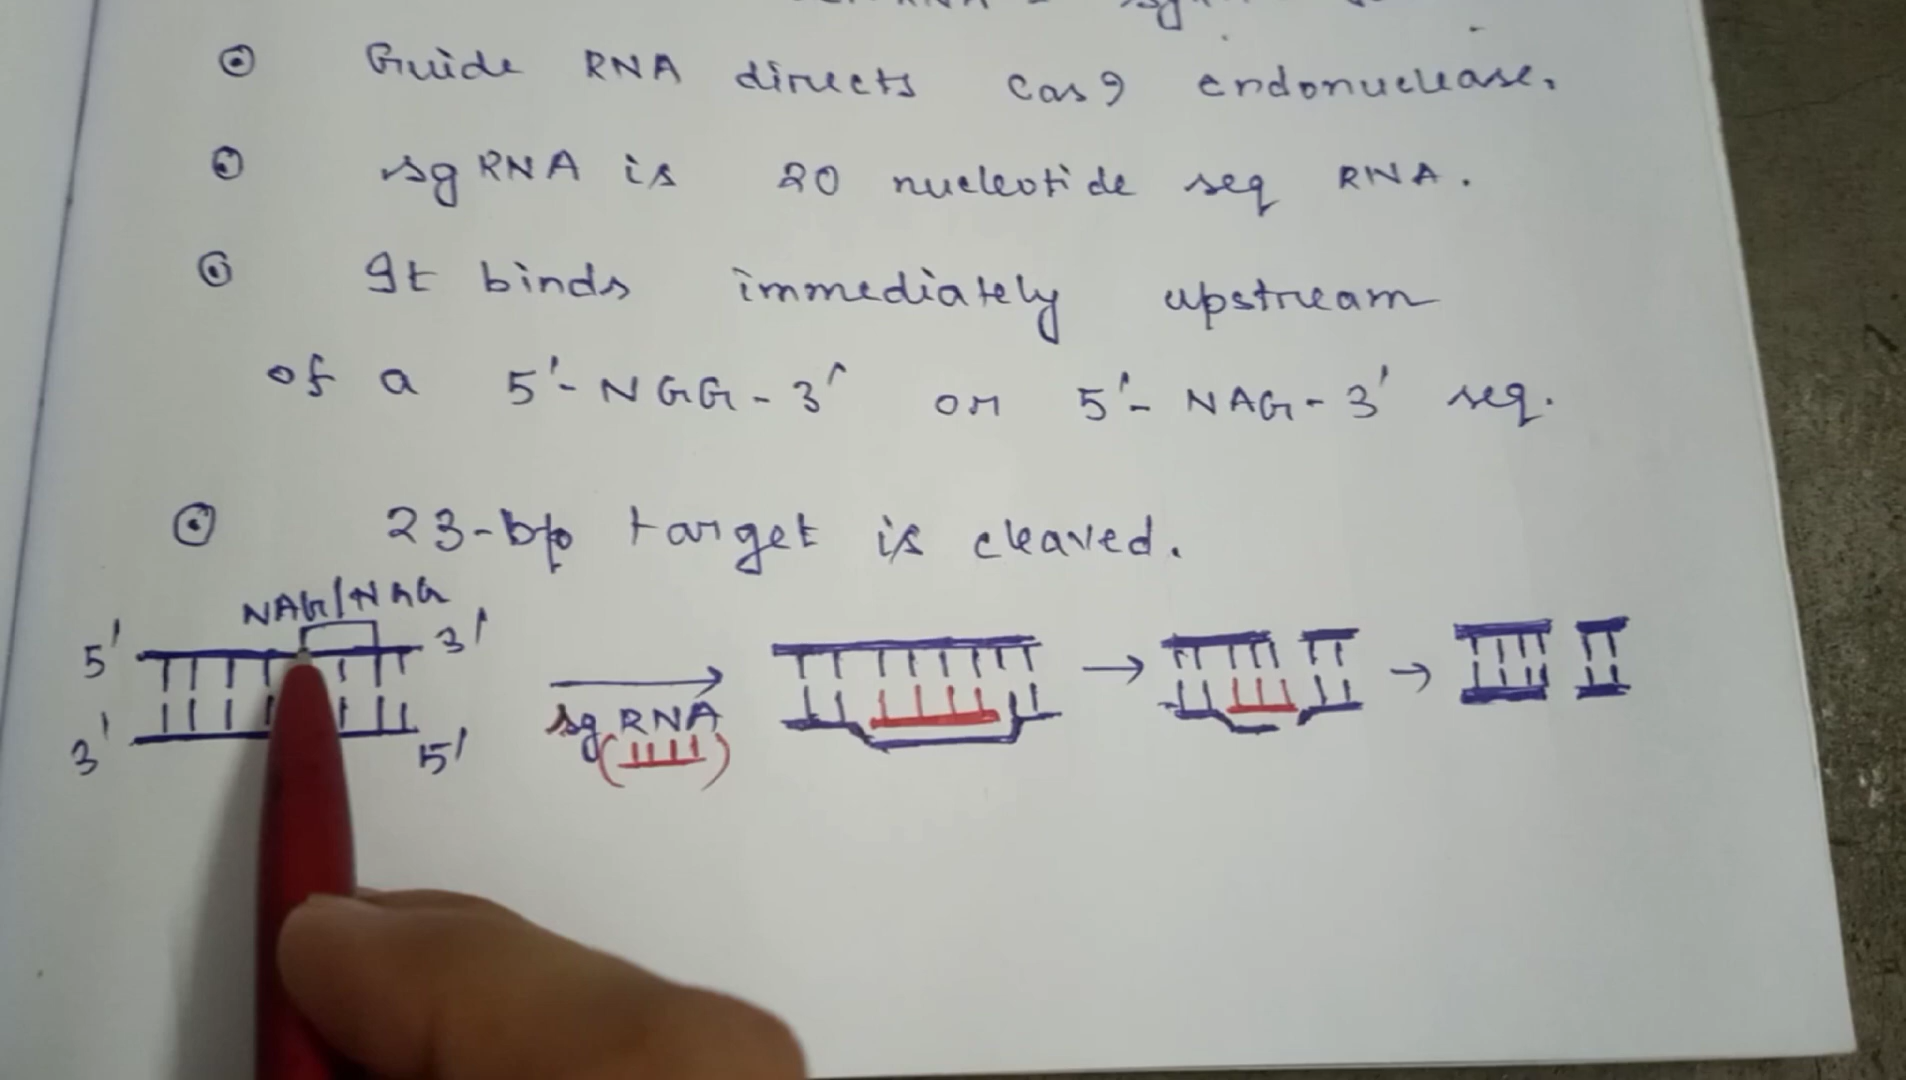 Guide RNA directs cas9 endonuclease.
sgRNA is 20 nucleotide seq RNA.
It binds immediately upstream
of a 5'-NGG-3' or 5'-NAG-3' seq.
23-bp target is cleaved.
NAG/NGG
5' 3'
3' 5'
sgRNA